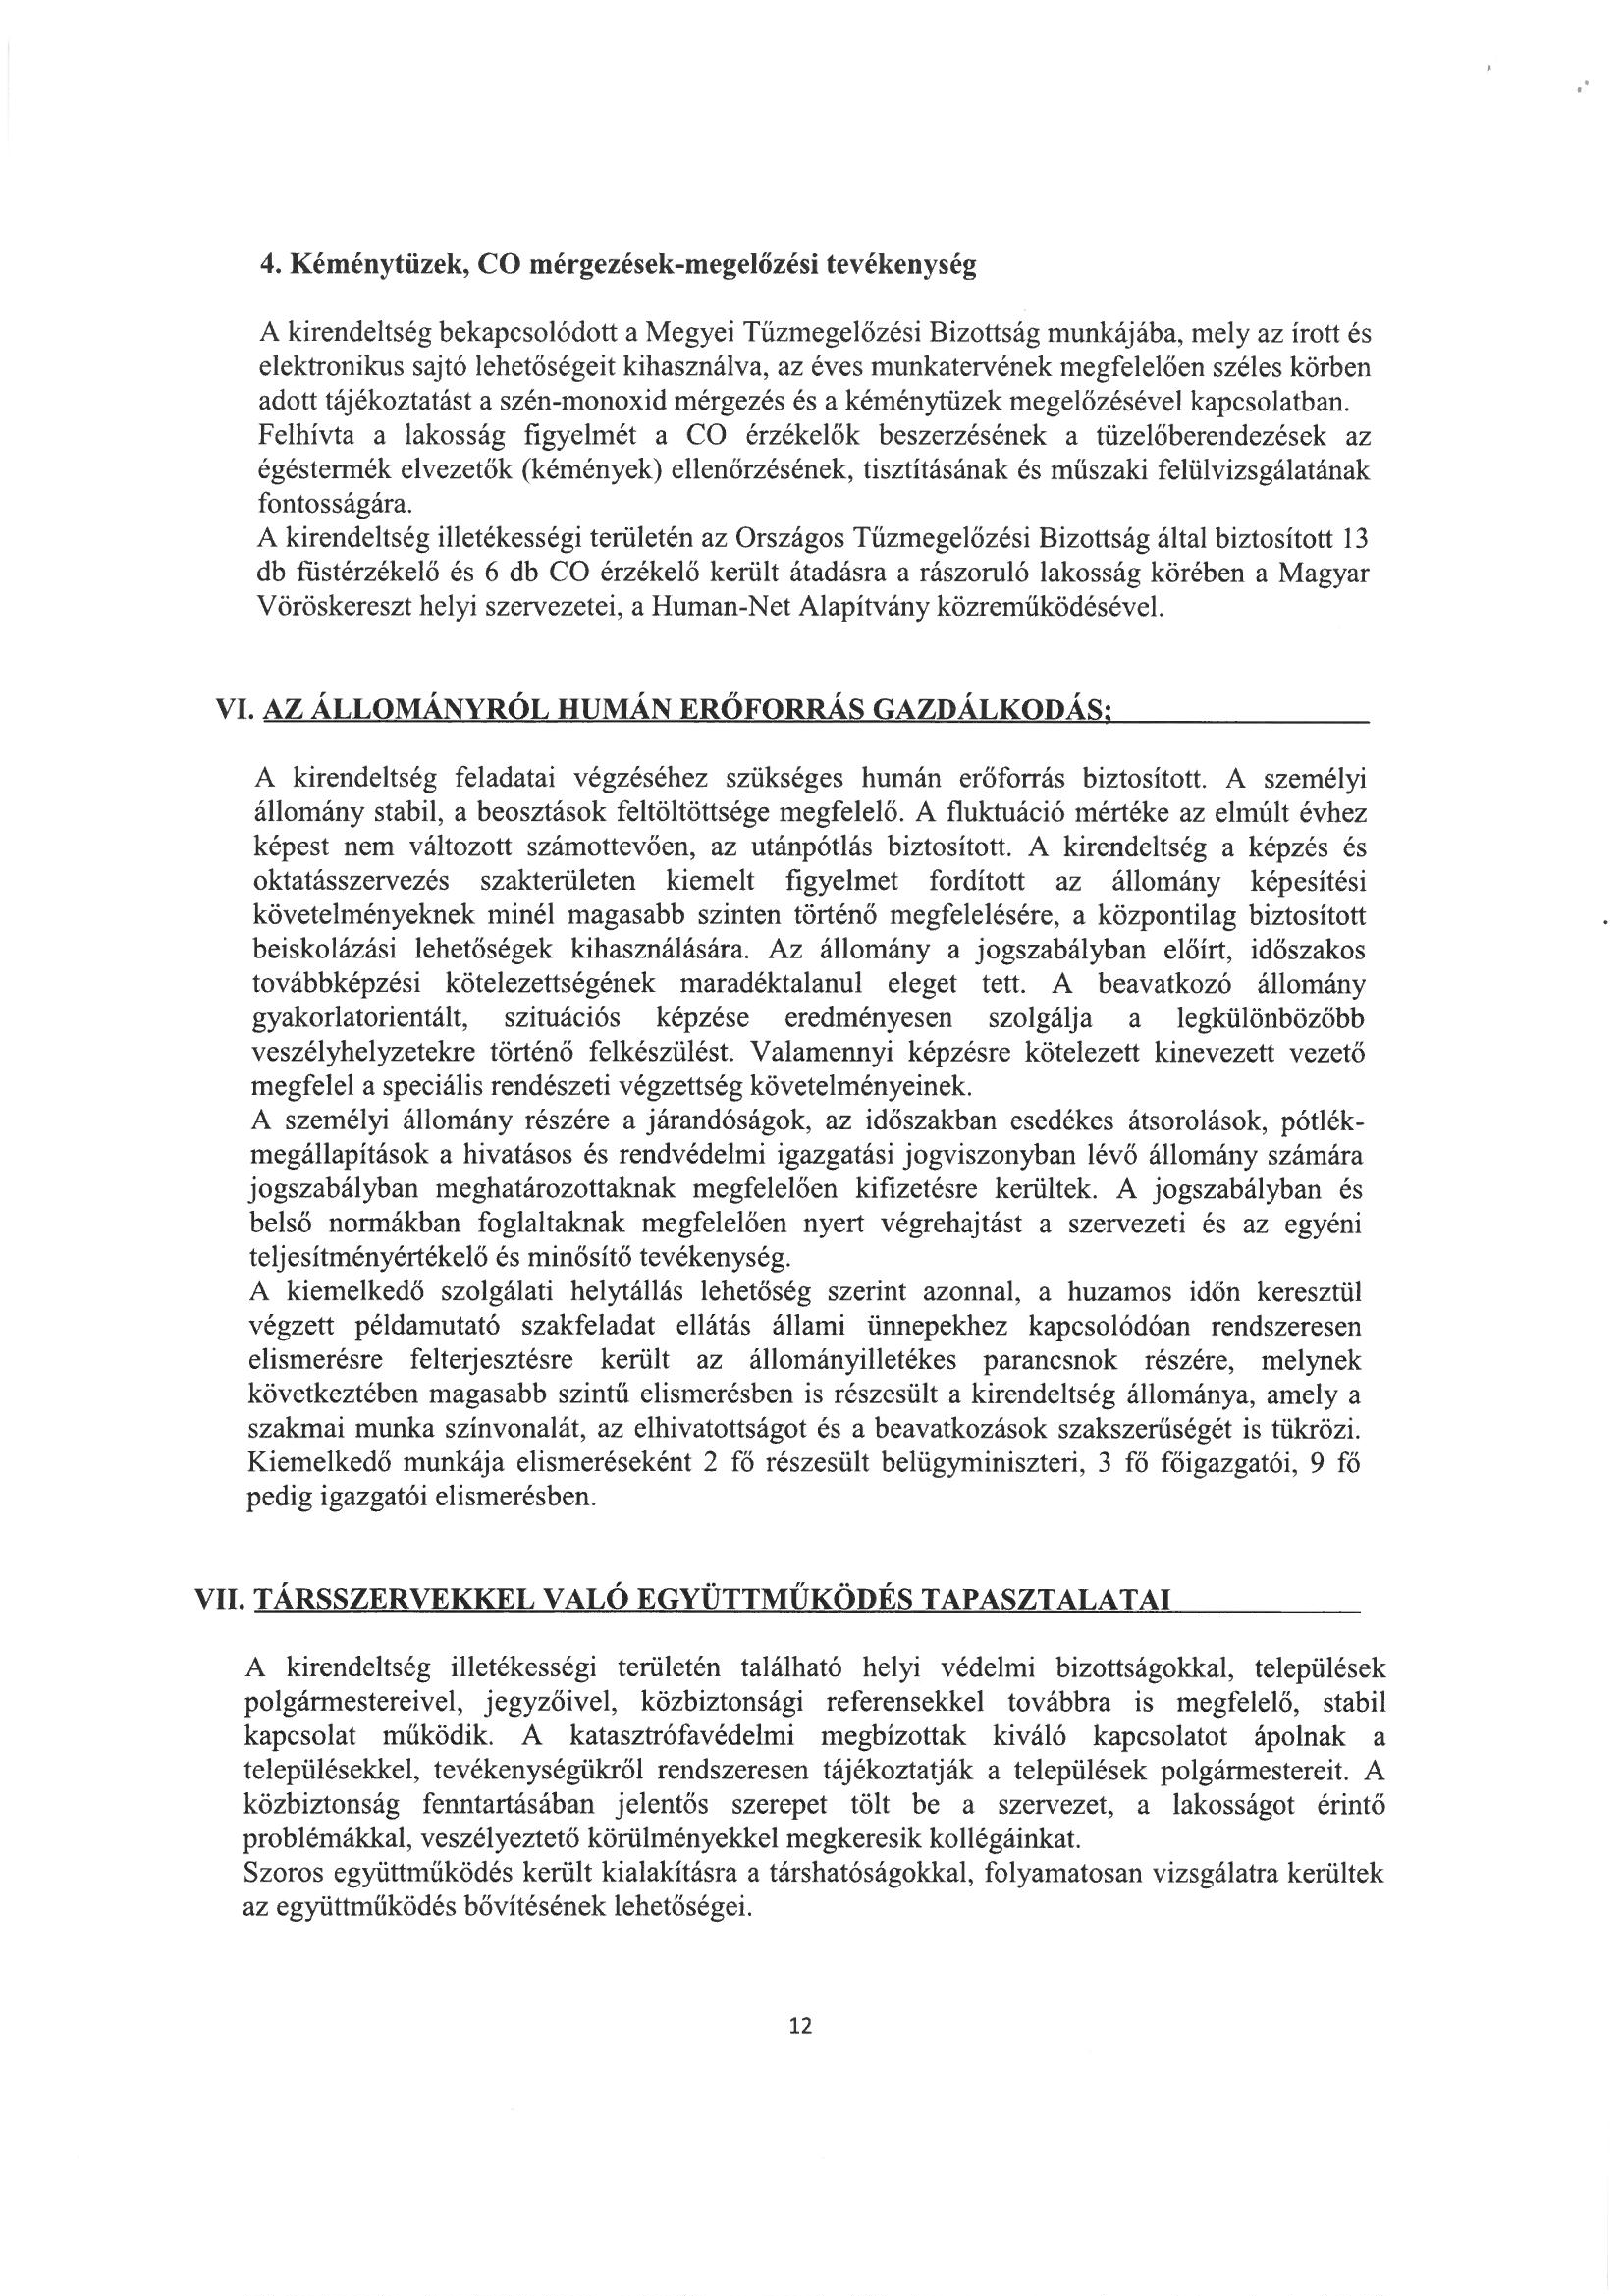 4. Kéménytüzek, CO mérgezések-megelőzési tevékenység
A kirendeltség bekapcsolódott a Megyei Tűzmegelőzési Bizottság munkájába, mely az írott és
elektronikus sajtó lehetőségeit kihasználva, az éves munkatervének megfelelően széles körben
adott tájékoztatást a szén-monoxid mérgezés és a kéménytüzek megelőzésével kapcsolatban.
Felhívta a lakosság figyelmét a CO érzékelők beszerzésének a tüzelőberendezések az
égéstermék elvezetők (kémények) ellenőrzésének, tisztításának és műszaki felülvizsgálatának
fontosságára.
A kirendeltség illetékességi területén az Országos Tűzmegelőzési Bizottság által biztosított 13
db füstérzékelő és 6 db CO érzékelő került átadásra a rászoruló lakosság körében a Magyar
Vöröskereszt helyi szervezetei, a Human-Net Alapítvány közreműködésével.
VI. AZ ÁLLOMÁNYRÓL HUMÁN ERŐFORRÁS GAZDÁLKODÁS;
A kirendeltség feladatai végzéséhez szükséges humán erőforrás biztosított. A személyi
állomány stabil, a beosztások feltöltöttsége megfelelő. A fluktuáció mértéke az elmúlt évhez
képest nem változott számottevően, az utánpótlás biztosított. A kirendeltség a képzés és
oktatásszervezés szakterületen kiemelt figyelmet fordított az állomány képesítési
követelményeknek minél magasabb szinten történő megfelelésére, a központilag biztosított
beiskolázási lehetőségek kihasználására. Az állomány a jogszabályban előírt, időszakos
továbbképzési kötelezettségének maradéktalanul eleget tett. A beavatkozó állomány
gyakorlatorientált, szituációs képzése eredményesen szolgálja a legkülönbözőbb
veszélyhelyzetekre történő felkészülést. Valamennyi képzésre kötelezett kinevezett vezető
megfelel a speciális rendészeti végzettség követelményeinek.
A személyi állomány részére a járandóságok, az időszakban esedékes átsorolások, pótlék-
megállapítások a hivatásos és rendvédelmi igazgatási jogviszonyban lévő állomány számára
jogszabályban meghatározottaknak megfelelően kifizetésre kerültek. A jogszabályban és
belső normákban foglaltaknak megfelelően nyert végrehajtást a szervezeti és az egyéni
teljesítményértékelő és minősítő tevékenység.
A kiemelkedő szolgálati helytállás lehetőség szerint azonnal, a huzamos időn keresztül
végzett példamutató szakfeladat ellátás állami ünnepekhez kapcsolódóan rendszeresen
elismerésre felterjesztésre került az állományilletékes parancsnok részére, melynek
következtében magasabb szintű elismerésben is részesült a kirendeltség állománya, amely a
szakmai munka színvonalát, az elhivatottságot és a beavatkozások szakszerűségét is tükrözi.
Kiemelkedő munkája elismeréseként 2 fő részesült belügyminiszteri, 3 fő főigazgatói, 9 fő
pedig igazgatói elismerésben.
VII. TÁRSSZERVEKKEL VALÓ EGYÜTTMŰKÖDÉS TAPASZTALATAI
A kirendeltség illetékességi területén található helyi védelmi bizottságokkal, települések
polgármestereivel, jegyzőivel, közbiztonsági referensekkel továbbra is megfelelő, stabil
kapcsolat működik. A katasztrófavédelmi megbízottak kiváló kapcsolatot ápolnak a
településekkel, tevékenységükről rendszeresen tájékoztatják a települések polgármestereit. A
közbiztonság fenntartásában jelentős szerepet tölt be a szervezet, a lakosságot érintő
problémákkal, veszélyeztető körülményekkel megkeresik kollégáinkat.
Szoros együttműködés került kialakításra a társhatóságokkal, folyamatosan vizsgálatra kerültek
az együttműködés bővítésének lehetőségei.
12